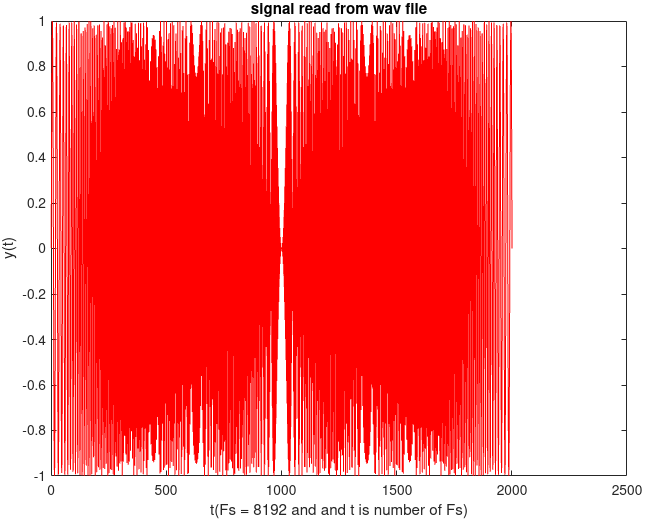 signal read from wav file
1
0.8
0.6
0.4
0.2
0
-0.2
-0.4
-0.6
-0.8
-1
y(t)
0 500 1000 1500 2000 2500
t(Fs = 8192 and and t is number of Fs)